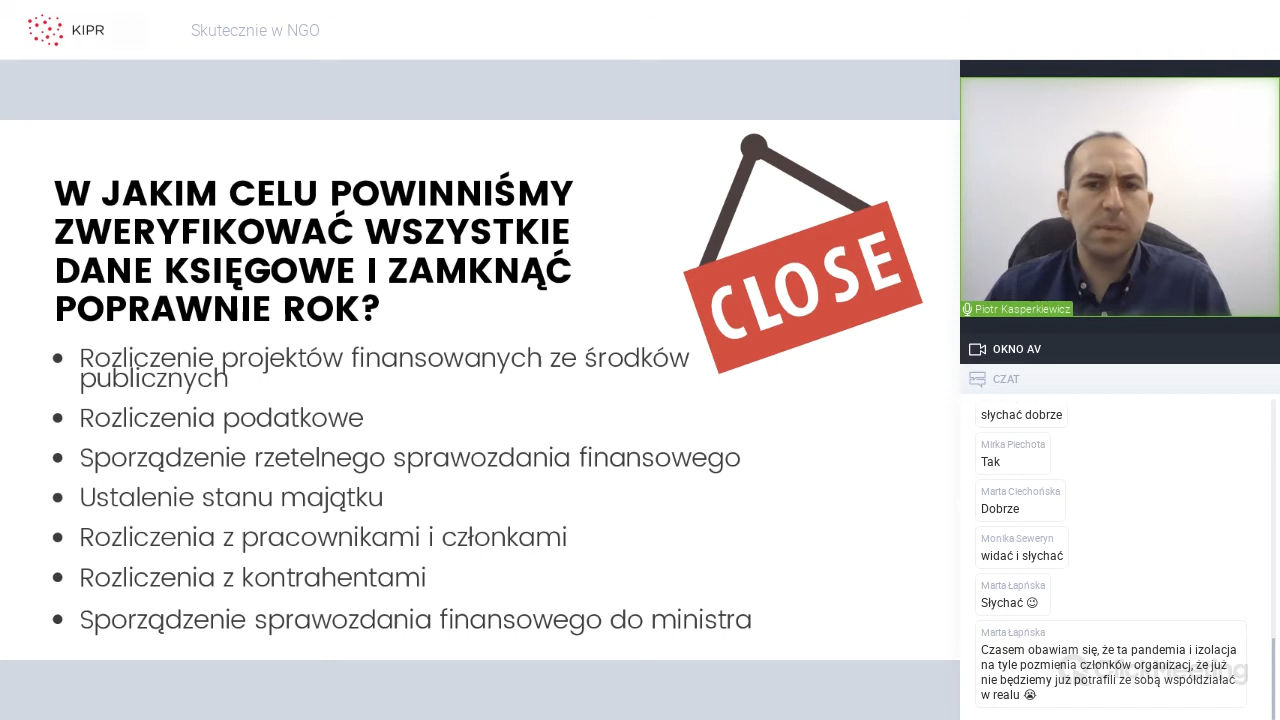 KIPR
Skutecznie w NGO
W JAKIM CELU POWINNIŚMY
ZWERYFIKOWAĆ WSZYSTKIE
DANE KSIĘGOWE I ZAMKNĄĆ
POPRAWNIE ROK?
CLOSE
• Rozliczenie projektów finansowanych ze środków
publicznych
• Rozliczenia podatkowe
• Sporządzenie rzetelnego sprawozdania finansowego
• Ustalenie stanu majątku
• Rozliczenia z pracownikami i członkami
• Rozliczenia z kontrahentami
• Sporządzenie sprawozdania finansowego do ministra
Piotr Kasperkiewicz
OKNO AV
CZAT
słychać dobrze
Mirka Piechota
Tak
Marta Ciechońska
Dobrze
Monika Seweryn
widać i słychać
Marta Łapńska
Słychać 😉
Marta Łapńska
Czasem obawiam się, że ta pandemia i izolacja
na tyle pozmienia członków organizacj, że już
nie będziemy już potrafili ze sobą współdziałać
w realu 😭